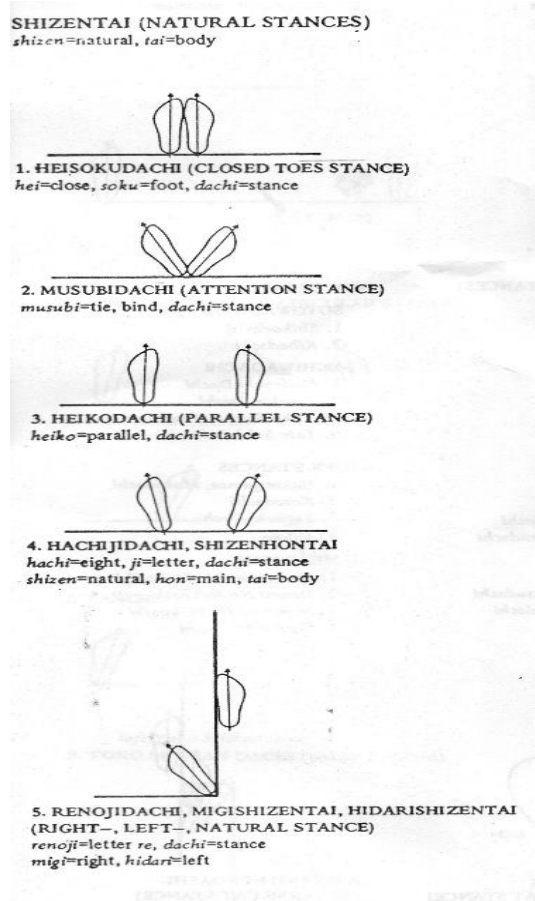 SHIZENTAI (NATURAL STANCES)
shizen=natural, tai=body
1. HEISOKUDACHI (CLOSED TOES STANCE)
hei=close, soku=foot, dachi=stance
2. MUSUBIDACHI (ATTENTION STANCE)
musubi=tie, bind, dachi=stance
3. HEIKODACHI (PARALLEL STANCE)
heiko=parallel, dachi=stance
4. HACHIJIDACHI, SHIZENHONTAI
hachi=eight, ji=letter, dachi=stance
shizen=natural, hon=main, tai=body
5. RENOJIDACHI, MIGISHIZENTAI, HIDARISHIZENTAI
(RIGHT-, LEFT-, NATURAL STANCE)
renoji=letter re, dachi=stance
migi=right, hidari=left